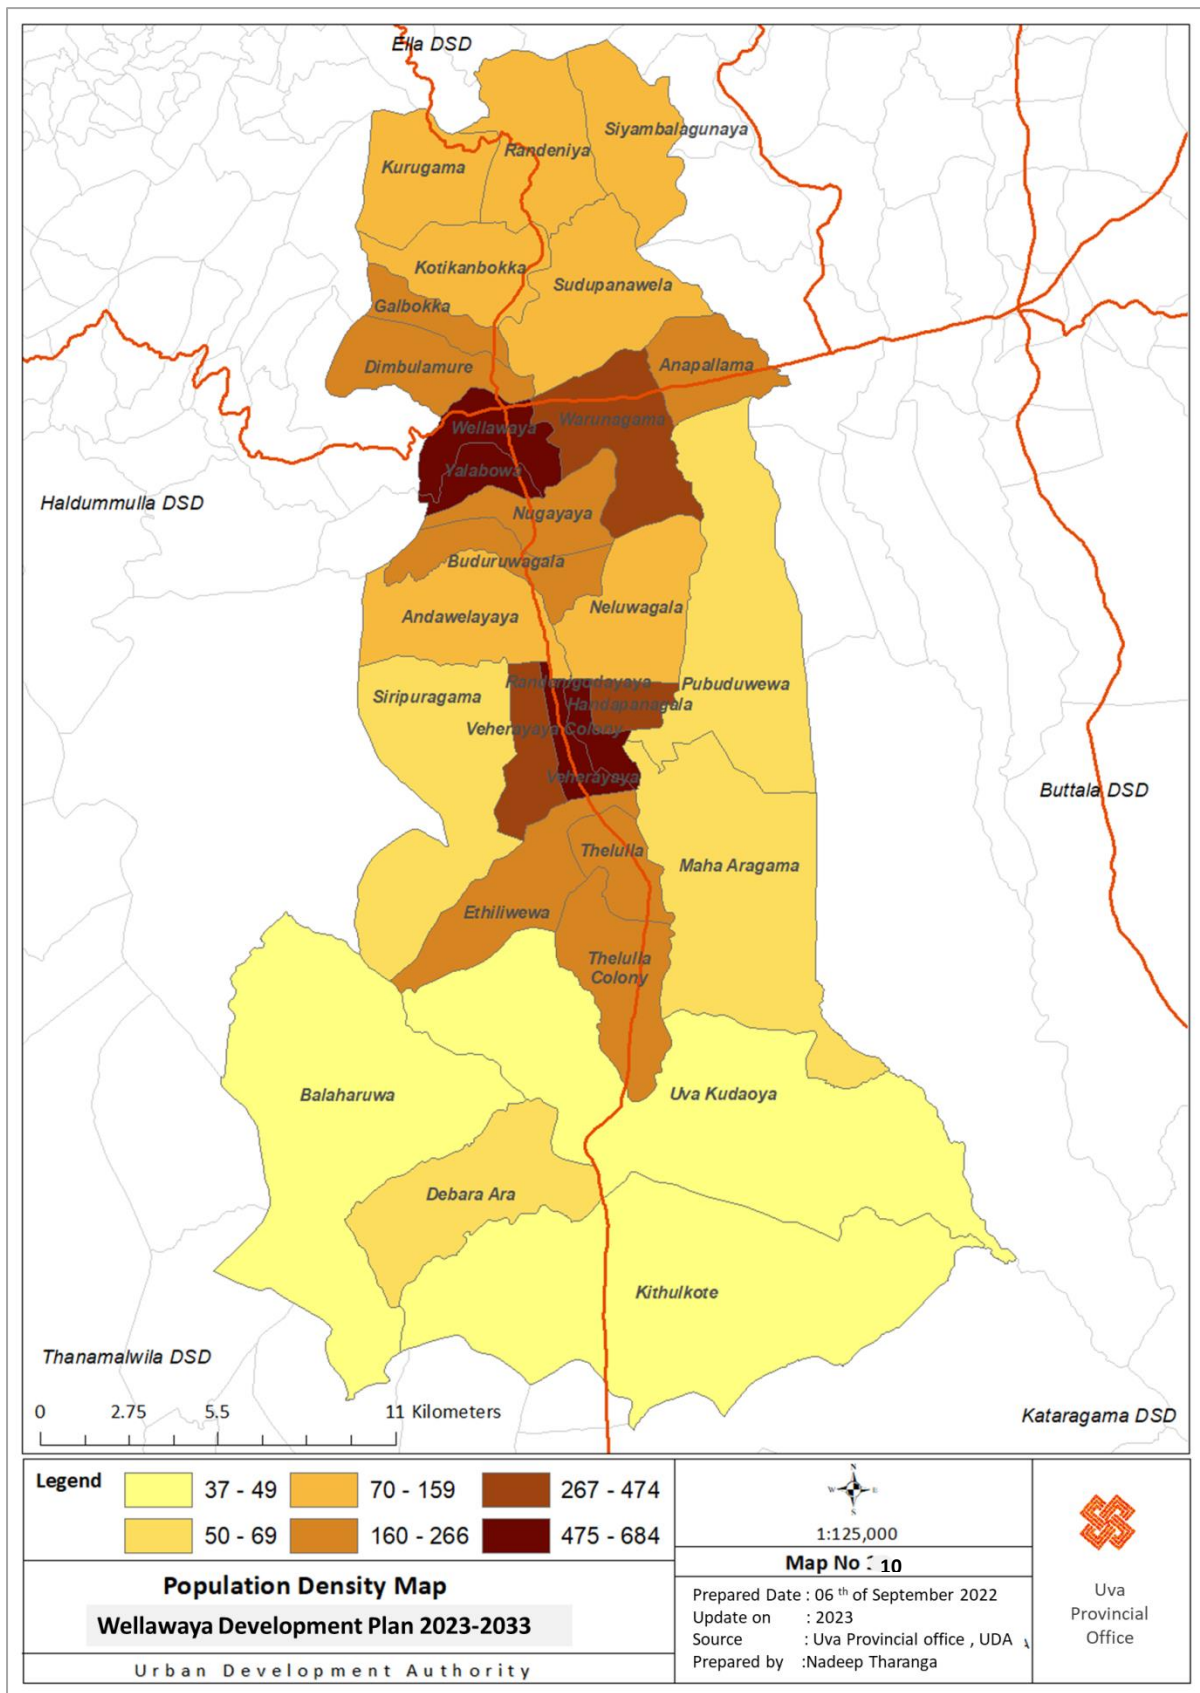 Ella DSD
Siyambalagunaya
Randeniya
Kurugama
Kotikanbokka
Sudupanawela
Galbokka
Dimbulamure
Anapallama
Warunagama
Wellawaya
Yalabowa
Haldummulla DSD
Nugayaya
Buduruwagala
Neluwagala
Andawelayaya
Randenigodayaya
Pubuduwewa
Siripuragama
Handapanagala
Veherayaya Colony
Veherayaya
Buttala DSD
Thelulla
Maha Aragama
Ethiliwewa
Thelulla
Colony
Balaharuwa
Uva Kudaoya
Debara Ara
Kithulkote
Thanamalwila DSD
0 2.75 5.5 11 Kilometers
Kataragama DSD
Legend
37 - 49 70 - 159 267 - 474
50 - 69 160 - 266 475 - 684
Population Density Map
Wellawaya Development Plan 2023-2033
Urban Development Authority
N
W E
S
1:125,000
Map No : 10
Prepared Date : 06 th of September 2022
Update on : 2023
Source : Uva Provincial office , UDA
Prepared by :Nadeep Tharanga
Uva
Provincial
Office